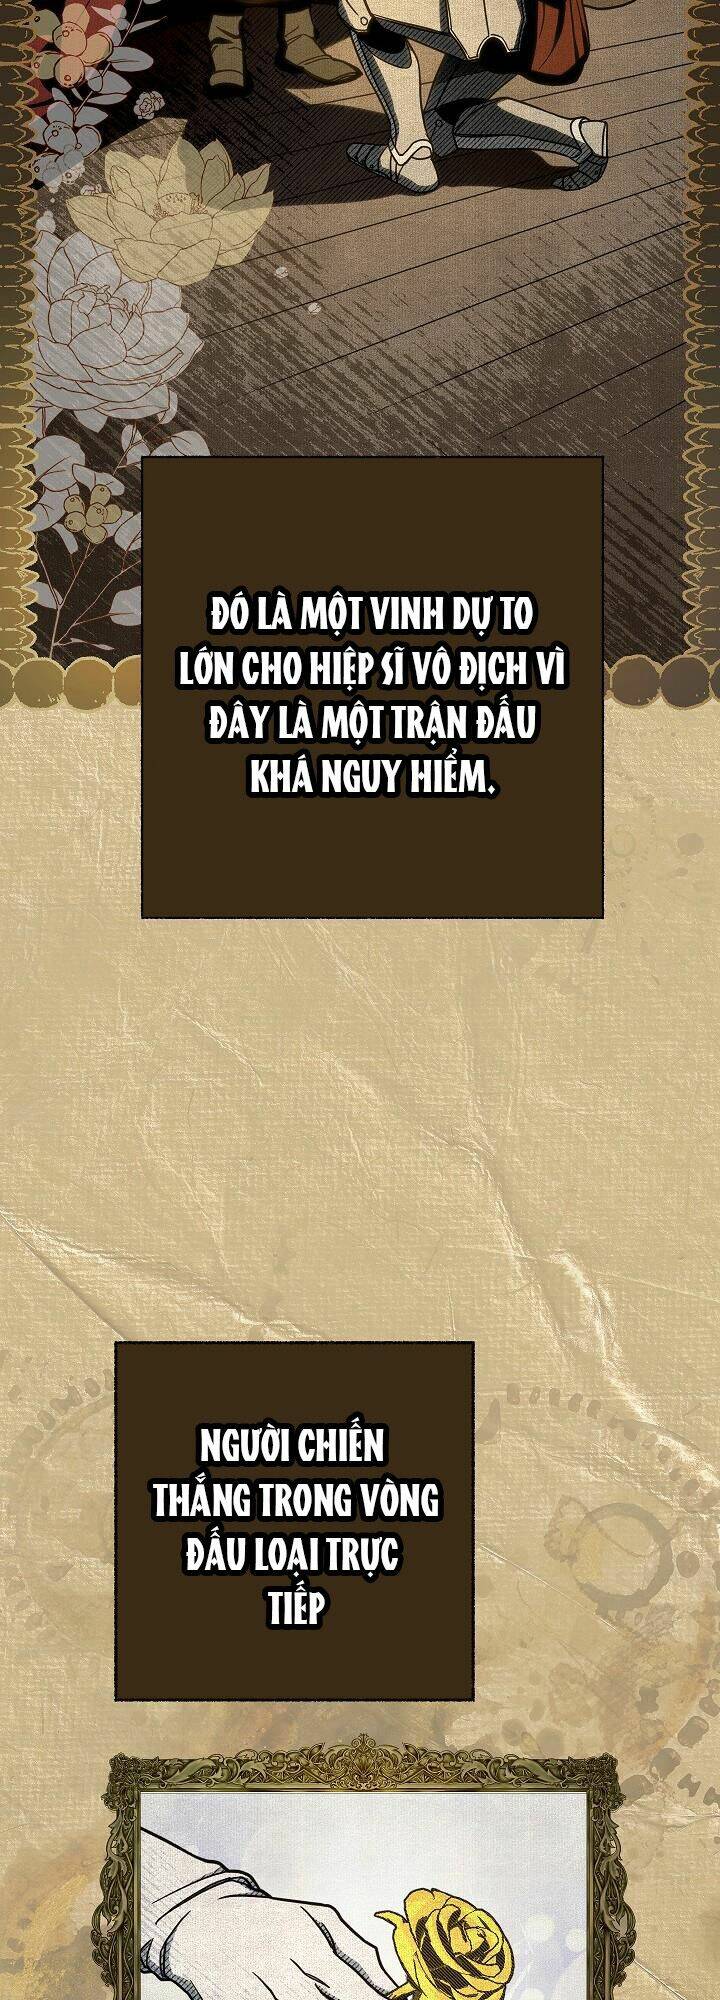 ĐÓ LÀ MỘT VINH DỰ TO
LỚN CHO HIỆP SĨ VÔ ĐỊCH VÌ
ĐÂY LÀ MỘT TRẬN ĐẤU
KHÁ NGUY HIỂM.
NGƯỜI CHIẾN
THẮNG TRONG VÒNG
ĐẤU LOẠI TRỰC
TIẾP